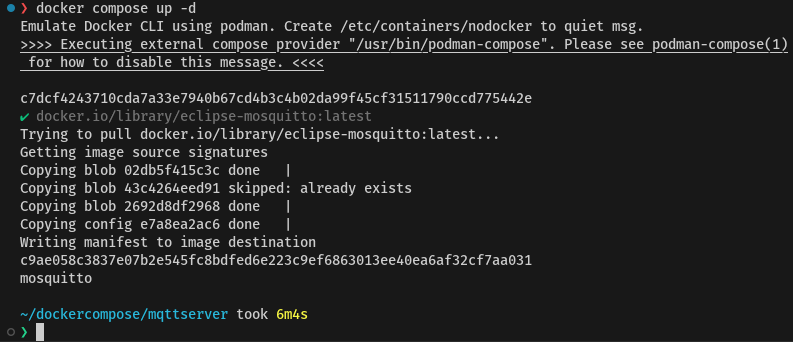 ❯ docker compose up -d
Emulate Docker CLI using podman. Create /etc/containers/nodocker to quiet msg.
>>>> Executing external compose provider "/usr/bin/podman-compose". Please see podman-compose(1)
for how to disable this message. <<<<
c7dcf4243710cda7a33e7940b67cd4b3c4b02da99f45cf31511790ccd775442e
✔ docker.io/library/eclipse-mosquitto:latest
Trying to pull docker.io/library/eclipse-mosquitto:latest...
Getting image source signatures
Copying blob 02db5f415c3c done   |
Copying blob 43c4264eed91 skipped: already exists
Copying blob 2692d8df2968 done   |
Copying config e7a8ea2ac6 done   |
Writing manifest to image destination
c9ae058c3837e07b2e545fc8bdfed6e223c9ef6863013ee40ea6af32cf7aa031
mosquitto
~/dockercompose/mqttserver took 6m4s
❯